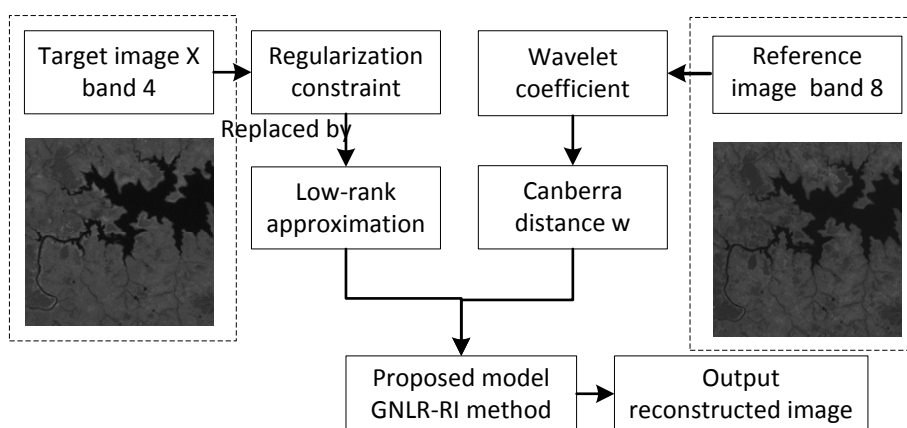 Target image X
band 4
Regularization
constraint
Wavelet
coefficient
Reference
image band 8
Replaced by
Low-rank
approximation
Canberra
distance w
Proposed model
GNLR-RI method
Output
reconstructed image